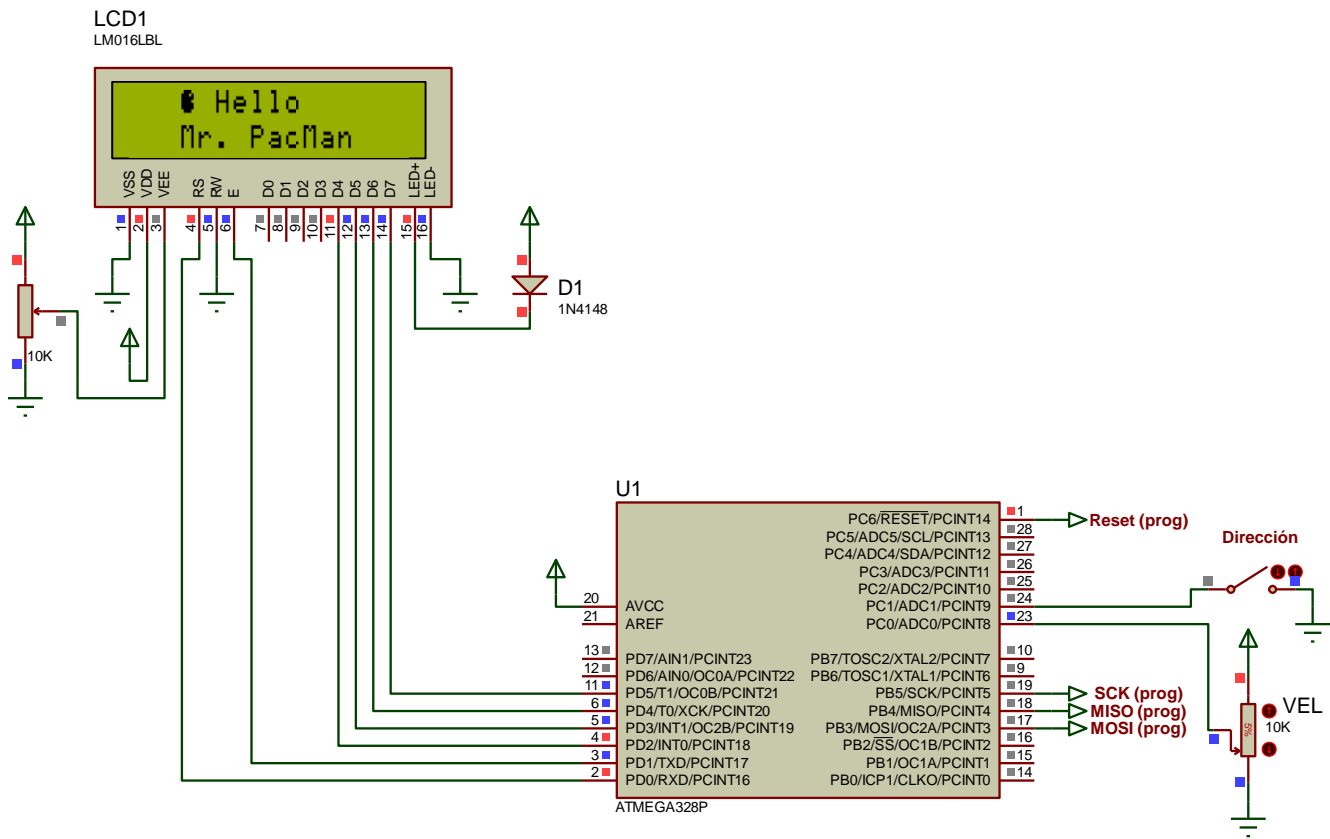 LCD1
LM016LBL
Hello
Mr. PacMan
VSS
VDD
VEE
RS
RW
E
D0
D1
D2
D3
D4
D5
D6
D7
LED+
LED-
1
2
3
4
5
6
7
8
9
10
11
12
13
14
15
16
10K
D1
1N4148
U1
20 AVCC
21 AREF
13 PD7/AIN1/PCINT23
12 PD6/AIN0/OC0A/PCINT22
11 PD5/T1/OC0B/PCINT21
6 PD4/T0/XCK/PCINT20
5 PD3/INT1/OC2B/PCINT19
4 PD2/INT0/PCINT18
3 PD1/TXD/PCINT17
2 PD0/RXD/PCINT16
PC6/RESET/PCINT14 1
PC5/ADC5/SCL/PCINT13 28
PC4/ADC4/SDA/PCINT12 27
PC3/ADC3/PCINT11 26
PC2/ADC2/PCINT10 25
PC1/ADC1/PCINT9 24
PC0/ADC0/PCINT8 23
PB7/TOSC2/XTAL2/PCINT7 10
PB6/TOSC1/XTAL1/PCINT6 9
PB5/SCK/PCINT5 19
PB4/MISO/PCINT4 18
PB3/MOSI/OC2A/PCINT3 17
PB2/SS/OC1B/PCINT2 16
PB1/OC1A/PCINT1 15
PB0/ICP1/CLKO/PCINT0 14
ATMEGA328P
Reset (prog)
Dirección
SCK (prog)
MISO (prog)
MOSI (prog)
VEL
10K
5%